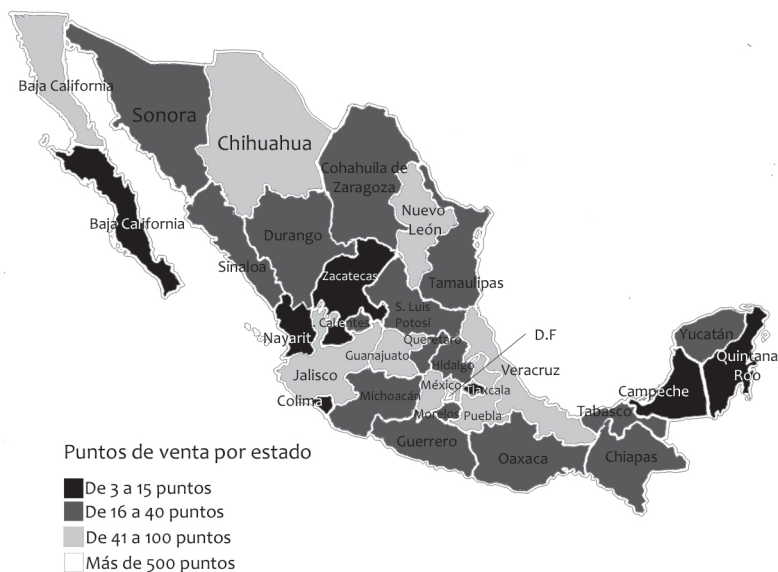 Baja California
Sonora
Chihuahua
Cohahuila de
Zaragoza
Nuevo
León
Baja California
Durango
Sinaloa
Zacatecas
Tamaulipas
S. Luis
Potosí
Nayarit
Calientes
D.F
Querétaro
Guanajuato
Hidalgo
Veracruz
Jalisco
México
Tlaxcala
Colima
Michoacán
Morelos
Puebla
Guerrero
Oaxaca
Tabasco
Chiapas
Campeche
Yucatán
Quintana
Roo
Puntos de venta por estado
De 3 a 15 puntos
De 16 a 40 puntos
De 41 a 100 puntos
Más de 500 puntos